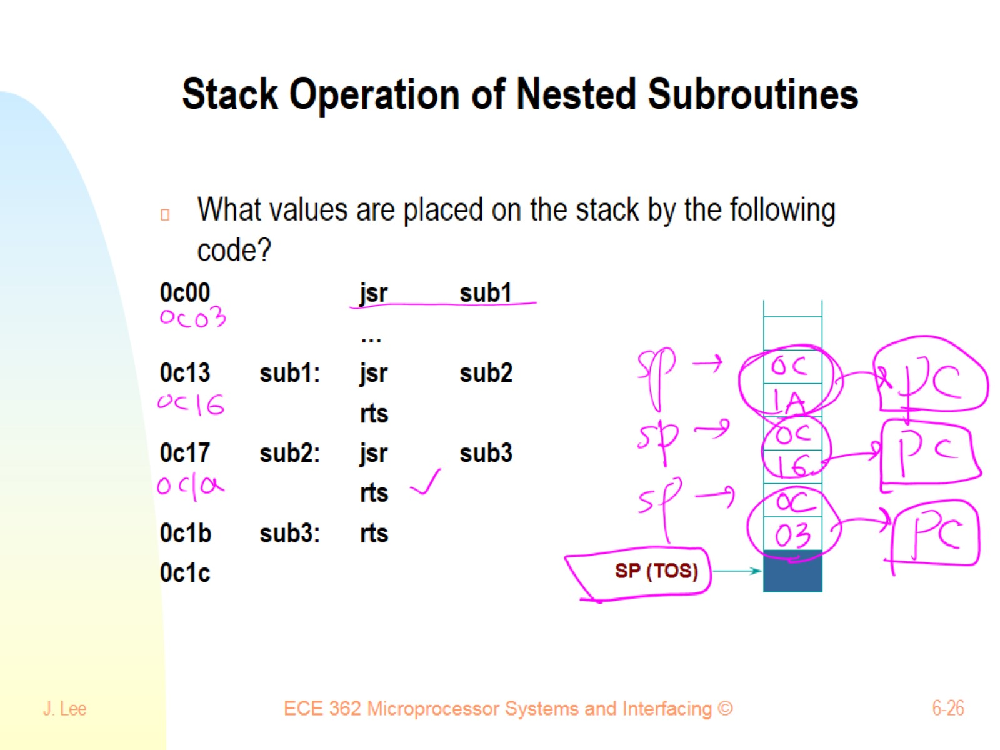 Stack Operation of Nested Subroutines
What values are placed on the stack by the following
code?
0c00 jsr sub1
0c03
...
0c13 sub1: jsr sub2
0c16 rts
0c17 sub2: jsr sub3
0c1a rts
0c1b sub3: rts
0c1c
sp → 0C PC
1A
sp → 0C PC
16
sp → 0C
03 PC
SP (TOS)
J. Lee ECE 362 Microprocessor Systems and Interfacing © 6-26